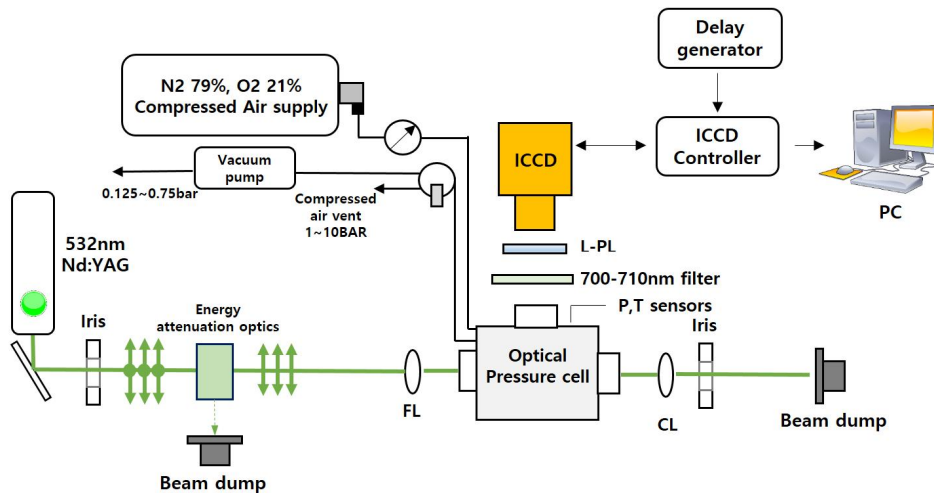 Delay
generator
N2 79%, O2 21%
Compressed Air supply
ICCD
ICCD
Controller
PC
Vacuum
pump
0.125~0.75bar
Compressed
air vent
1~10BAR
L-PL
532nm
Nd:YAG
700-710nm filter
P,T sensors
Iris
Energy
attenuation optics
Iris
Optical
Pressure cell
FL
CL
Beam dump
Beam dump